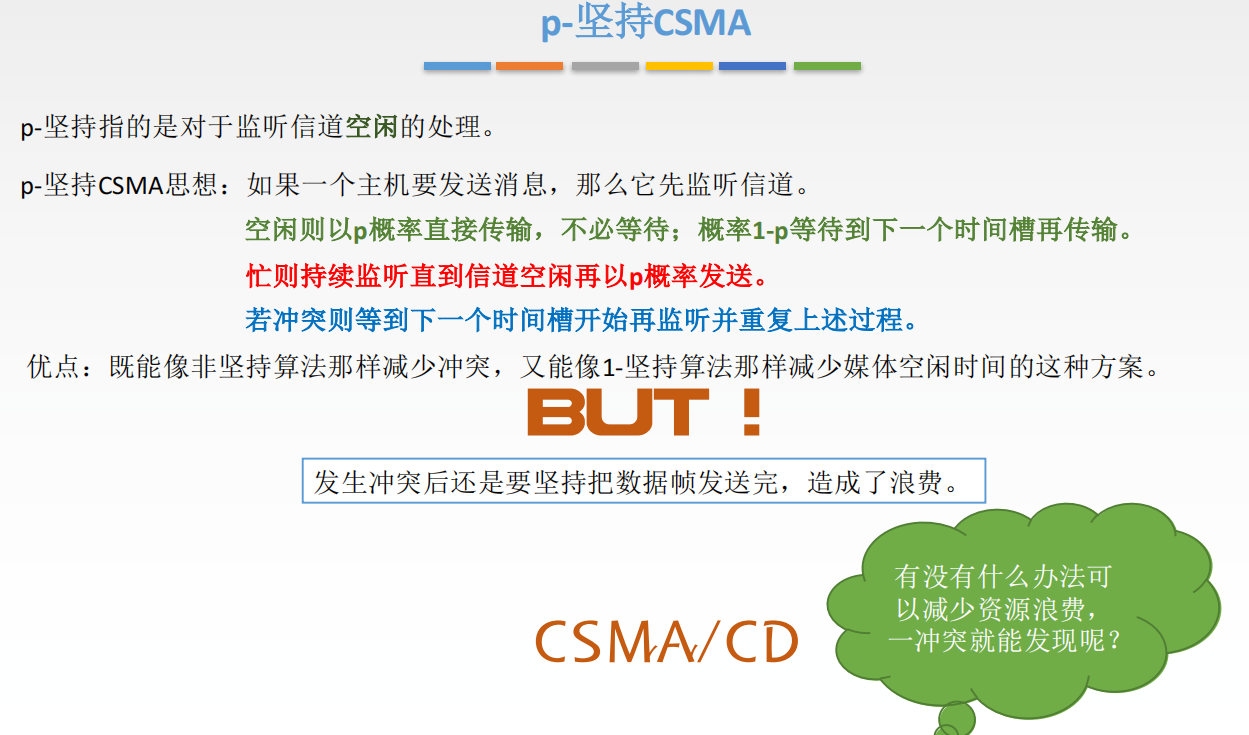 p-坚持CSMA
p-坚持指的是对于监听信道空闲的处理。
p-坚持CSMA思想：如果一个主机要发送消息，那么它先监听信道。
空闲则以p概率直接传输，不必等待；概率1-p等待到下一个时间槽再传输。
忙则持续监听直到信道空闲再以p概率发送。
若冲突则等到下一个时间槽开始再监听并重复上述过程。
优点：既能像非坚持算法那样减少冲突，又能像1-坚持算法那样减少媒体空闲时间的这种方案。
BUT！
发生冲突后还是要坚持把数据帧发送完，造成了浪费。
有没有什么办法可
以减少资源浪费，
一冲突就能发现呢？
CSMA/CD